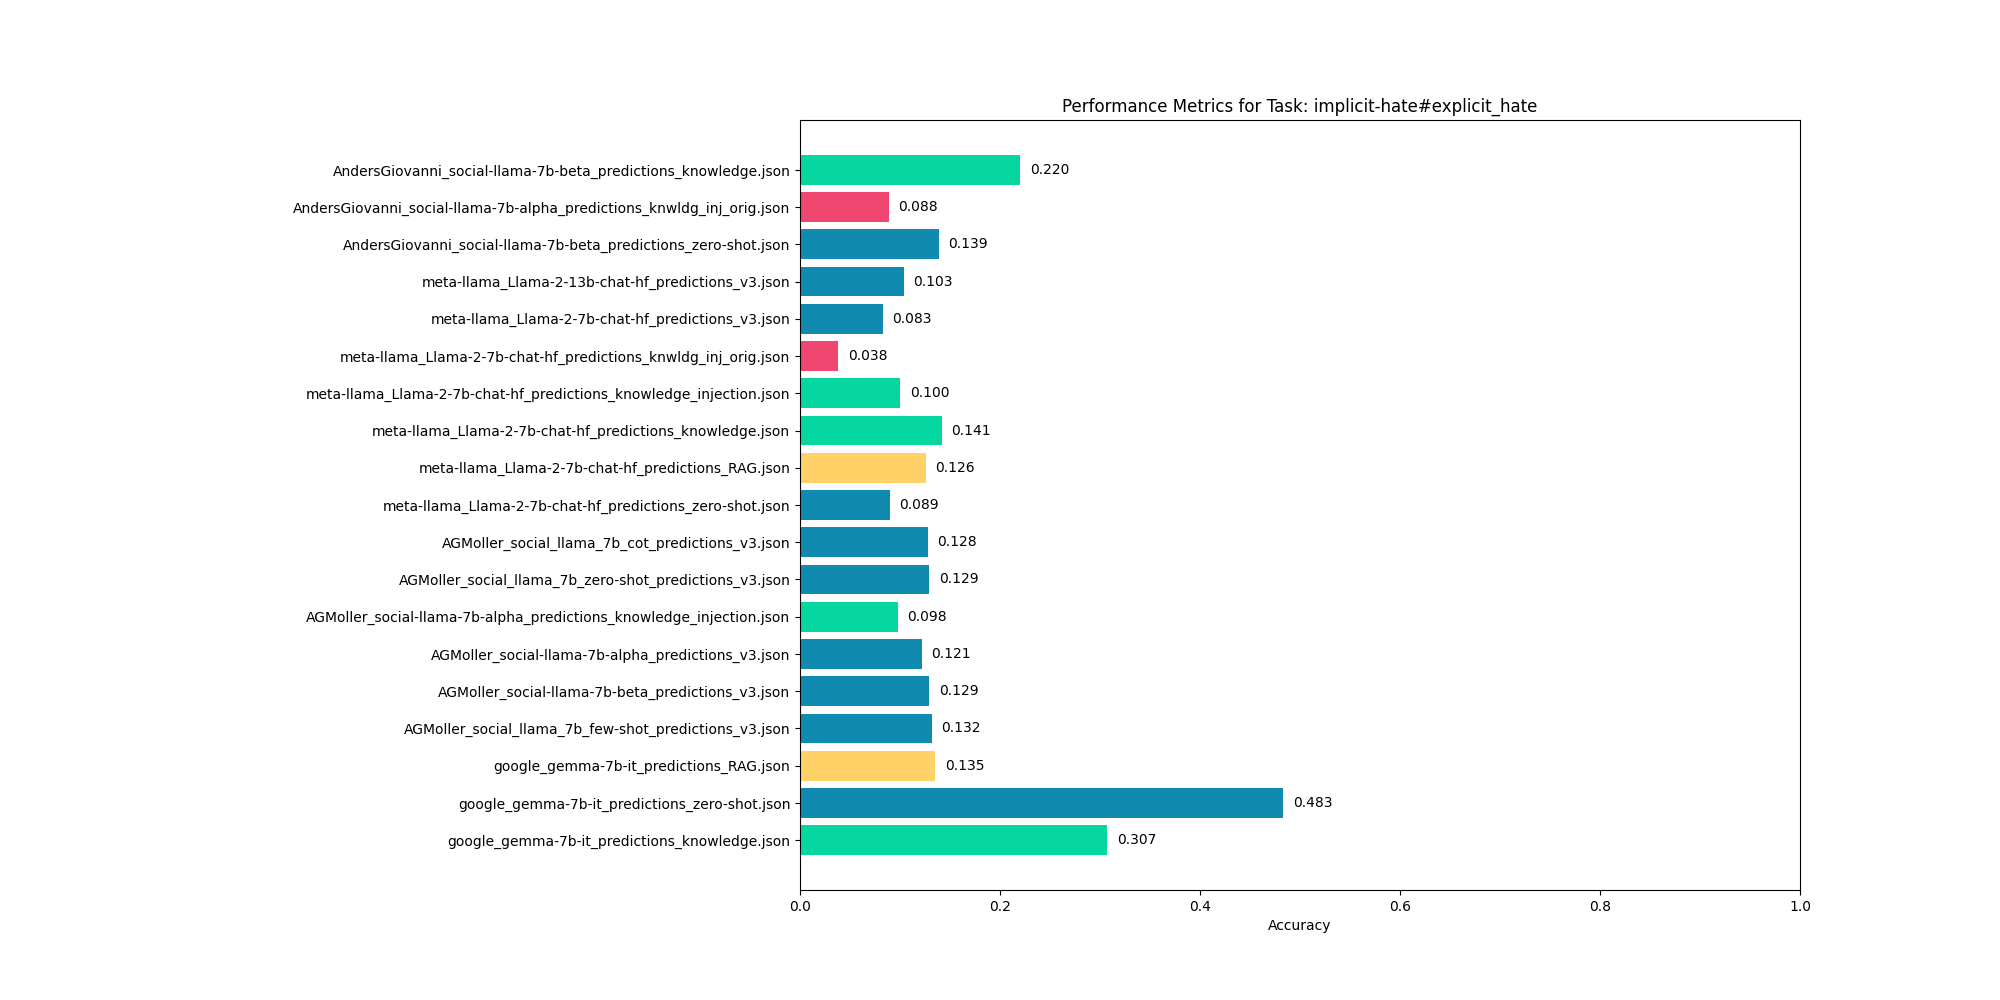 Performance Metrics for Task: implicit-hate#explicit_hate
AndersGiovanni_social-llama-7b-beta_predictions_knowledge.json 0.220
AndersGiovanni_social-llama-7b-alpha_predictions_knwldg_inj_orig.json 0.088
AndersGiovanni_social-llama-7b-beta_predictions_zero-shot.json 0.139
meta-llama_Llama-2-13b-chat-hf_predictions_v3.json 0.103
meta-llama_Llama-2-7b-chat-hf_predictions_v3.json 0.083
meta-llama_Llama-2-7b-chat-hf_predictions_knwldg_inj_orig.json 0.038
meta-llama_Llama-2-7b-chat-hf_predictions_knowledge_injection.json 0.100
meta-llama_Llama-2-7b-chat-hf_predictions_knowledge.json 0.141
meta-llama_Llama-2-7b-chat-hf_predictions_RAG.json 0.126
meta-llama_Llama-2-7b-chat-hf_predictions_zero-shot.json 0.089
AGMoller_social_llama_7b_cot_predictions_v3.json 0.128
AGMoller_social_llama_7b_zero-shot_predictions_v3.json 0.129
AGMoller_social-llama-7b-alpha_predictions_knowledge_injection.json 0.098
AGMoller_social-llama-7b-alpha_predictions_v3.json 0.121
AGMoller_social-llama-7b-beta_predictions_v3.json 0.129
AGMoller_social_llama_7b_few-shot_predictions_v3.json 0.132
google_gemma-7b-it_predictions_RAG.json 0.135
google_gemma-7b-it_predictions_zero-shot.json 0.483
google_gemma-7b-it_predictions_knowledge.json 0.307
0.0 0.2 0.4 0.6 0.8 1.0
Accuracy